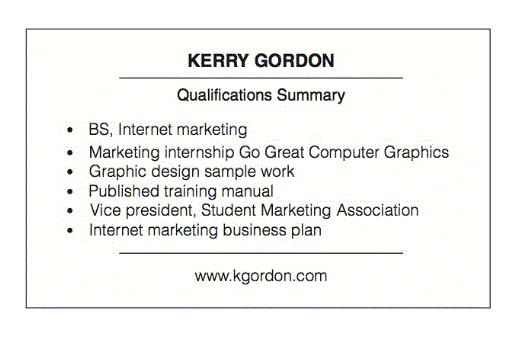 KERRY GORDON
Qualifications Summary
• BS, Internet marketing
• Marketing internship Go Great Computer Graphics
• Graphic design sample work
• Published training manual
• Vice president, Student Marketing Association
• Internet marketing business plan
www.kgordon.com